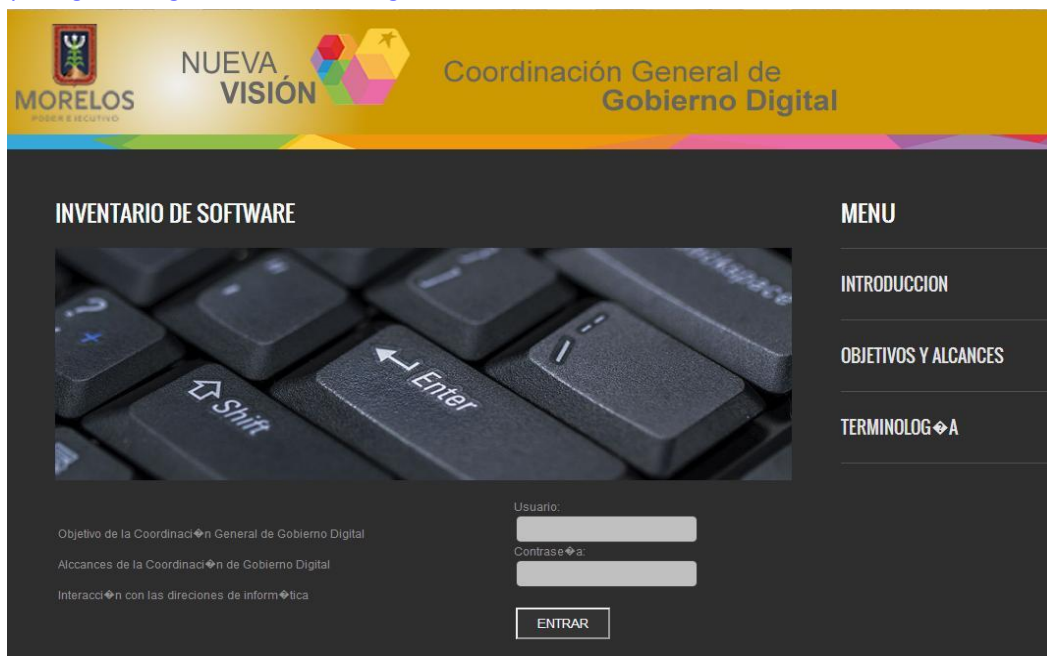 MORELOS
PODER EJECUTIVO
NUEVA
VISIÓN
Coordinación General de
Gobierno Digital
INVENTARIO DE SOFTWARE
MENU
INTRODUCCION
OBJETIVOS Y ALCANCES
TERMINOLOG�A
?
+
Shift
Enter
Backspace
Usuario:
Objetivo de la Coordinaci�n General de Gobierno Digital
Contrase�a:
Alccances de la Coordinaci�n de Gobierno Digital
Interacci�n con las direciones de inform�tica
ENTRAR